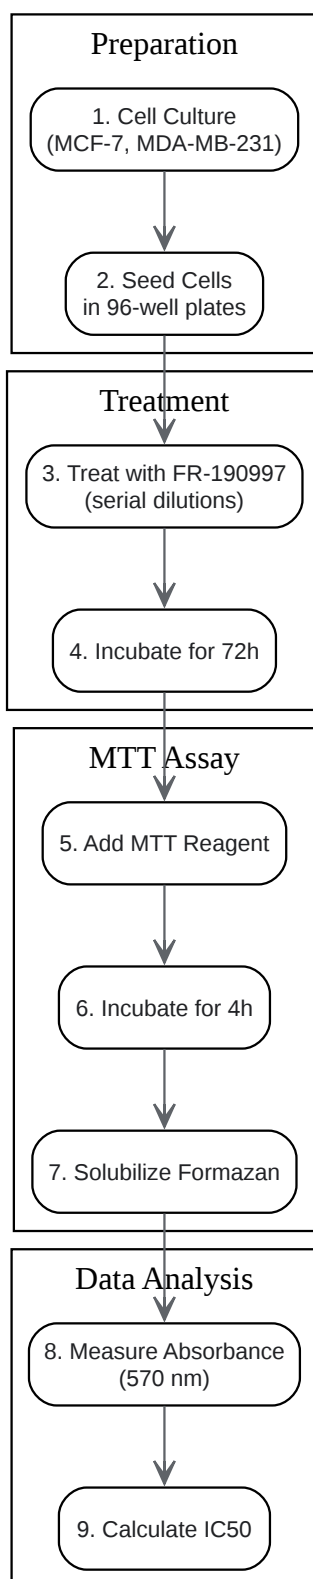 Preparation
1. Cell Culture
(MCF-7, MDA-MB-231)
2. Seed Cells
in 96-well plates
Treatment
3. Treat with FR-190997
(serial dilutions)
4. Incubate for 72h
MTT Assay
5. Add MTT Reagent
6. Incubate for 4h
7. Solubilize Formazan
Data Analysis
8. Measure Absorbance
(570 nm)
9. Calculate IC50